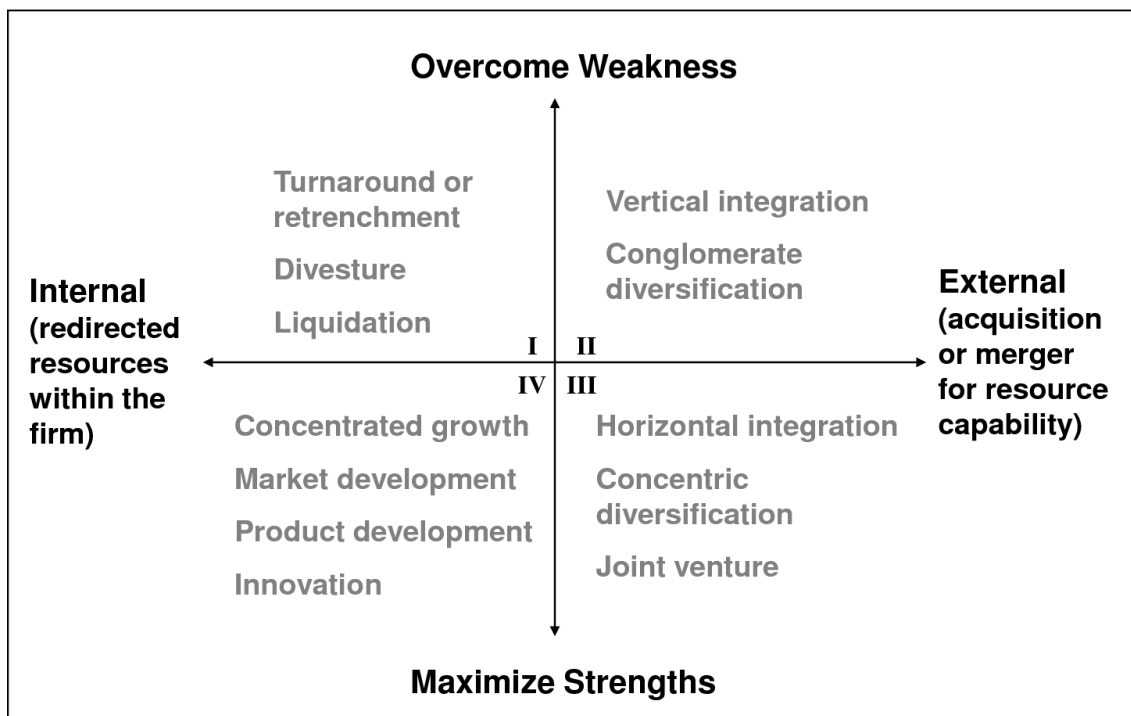 Overcome Weakness
Turnaround or
retrenchment
Divesture
Liquidation
Vertical integration
Conglomerate
diversification
Internal
(redirected
resources
within the
firm)
External
(acquisition
or merger
for resource
capability)
I
II
IV
III
Concentrated growth
Market development
Product development
Innovation
Horizontal integration
Concentric
diversification
Joint venture
Maximize Strengths